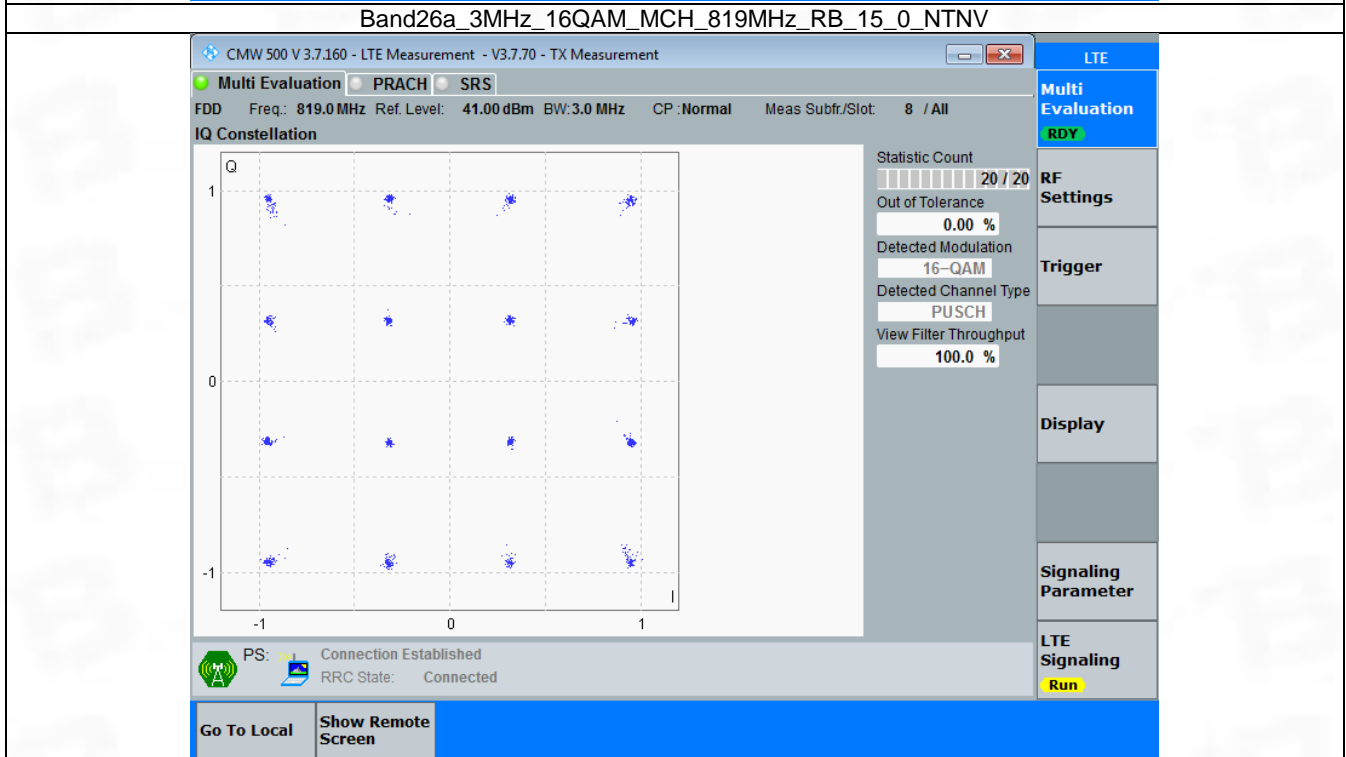 Band26a_3MHz_16QAM_MCH_819MHz_RB_15_0_NTNV
CMW 500 V 3.7.160 - LTE Measurement - V3.7.70 - TX Measurement
LTE
Multi Evaluation PRACH SRS
Multi
Evaluation
RDY
FDD Freq.: 819.0 MHz Ref. Level: 41.00 dBm BW: 3.0 MHz CP : Normal Meas Subfr./Slot: 8 / All
IQ Constellation
Q
1
0
-1
-1 0 1
I
Statistic Count
20 / 20
Out of Tolerance
0.00 %
Detected Modulation
16-QAM
Detected Channel Type
PUSCH
View Filter Throughput
100.0 %
RF
Settings
Trigger
Display
Signaling
Parameter
LTE
Signaling
Run
PS: Connection Established
RRC State: Connected
Go To Local
Show Remote
Screen